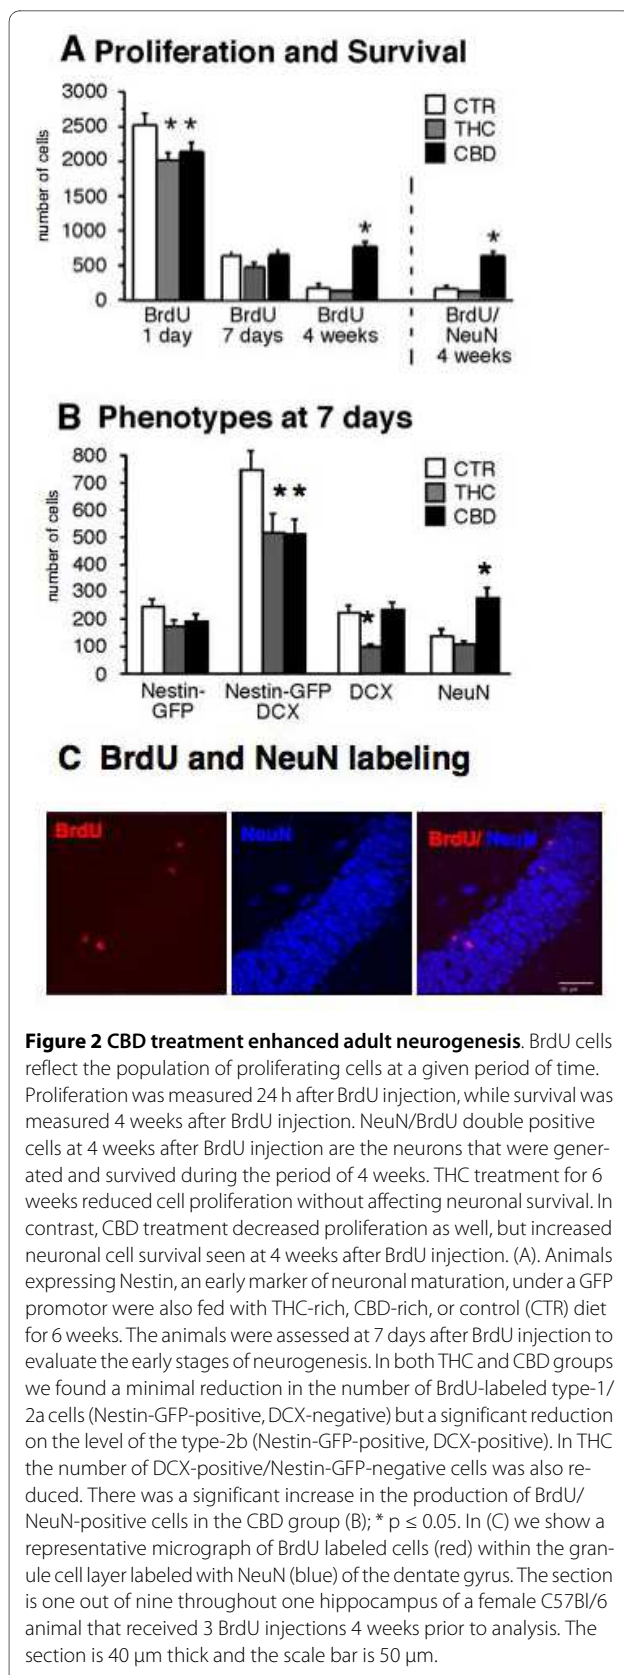 A Proliferation and Survival
3000
2500
2000
1500
1000
500
0
number of cells
* *
*
*
CTR
THC
CBD
BrdU
1 day
BrdU
7 days
BrdU
4 weeks
BrdU/
NeuN
4 weeks
B Phenotypes at 7 days
800
700
600
500
400
300
200
100
0
number of cells
* *
*
*
CTR
THC
CBD
Nestin-
GFP
Nestin-GFP
DCX
DCX
NeuN
C BrdU and NeuN labeling
BrdU
NeuN
BrdU/ NeuN
Figure 2 CBD treatment enhanced adult neurogenesis. BrdU cells
reflect the population of proliferating cells at a given period of time.
Proliferation was measured 24 h after BrdU injection, while survival was
measured 4 weeks after BrdU injection. NeuN/BrdU double positive
cells at 4 weeks after BrdU injection are the neurons that were gener-
ated and survived during the period of 4 weeks. THC treatment for 6
weeks reduced cell proliferation without affecting neuronal survival. In
contrast, CBD treatment decreased proliferation as well, but increased
neuronal cell survival seen at 4 weeks after BrdU injection. (A). Animals
expressing Nestin, an early marker of neuronal maturation, under a GFP
promotor were also fed with THC-rich, CBD-rich, or control (CTR) diet
for 6 weeks. The animals were assessed at 7 days after BrdU injection to
evaluate the early stages of neurogenesis. In both THC and CBD groups
we found a minimal reduction in the number of BrdU-labeled type-1/
2a cells (Nestin-GFP-positive, DCX-negative) but a significant reduction
on the level of the type-2b (Nestin-GFP-positive, DCX-positive). In THC
the number of DCX-positive/Nestin-GFP-negative cells was also re-
duced. There was a significant increase in the production of BrdU/
NeuN-positive cells in the CBD group (B); * p ≤ 0.05. In (C) we show a
representative micrograph of BrdU labeled cells (red) within the gran-
ule cell layer labeled with NeuN (blue) of the dentate gyrus. The section
is one out of nine throughout one hippocampus of a female C57Bl/6
animal that received 3 BrdU injections 4 weeks prior to analysis. The
section is 40 μm thick and the scale bar is 50 μm.